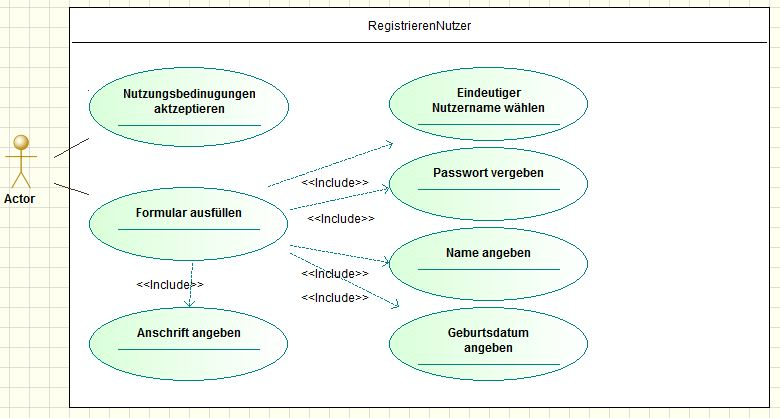 RegistrierenNutzer
Nutzungsbedinugungen
aktzeptieren
Eindeutiger
Nutzername wählen
Actor
Formular ausfüllen
<<Include>>
Passwort vergeben
<<Include>>
Name angeben
<<Include>>
<<Include>>
<<Include>>
Anschrift angeben
Geburtsdatum
angeben